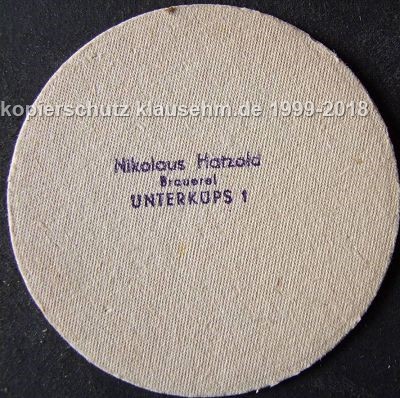 kopierschutz klausehm.de 1999-2018
Nikolaus Hatzold
Brauerei
UNTERKÜPS 1